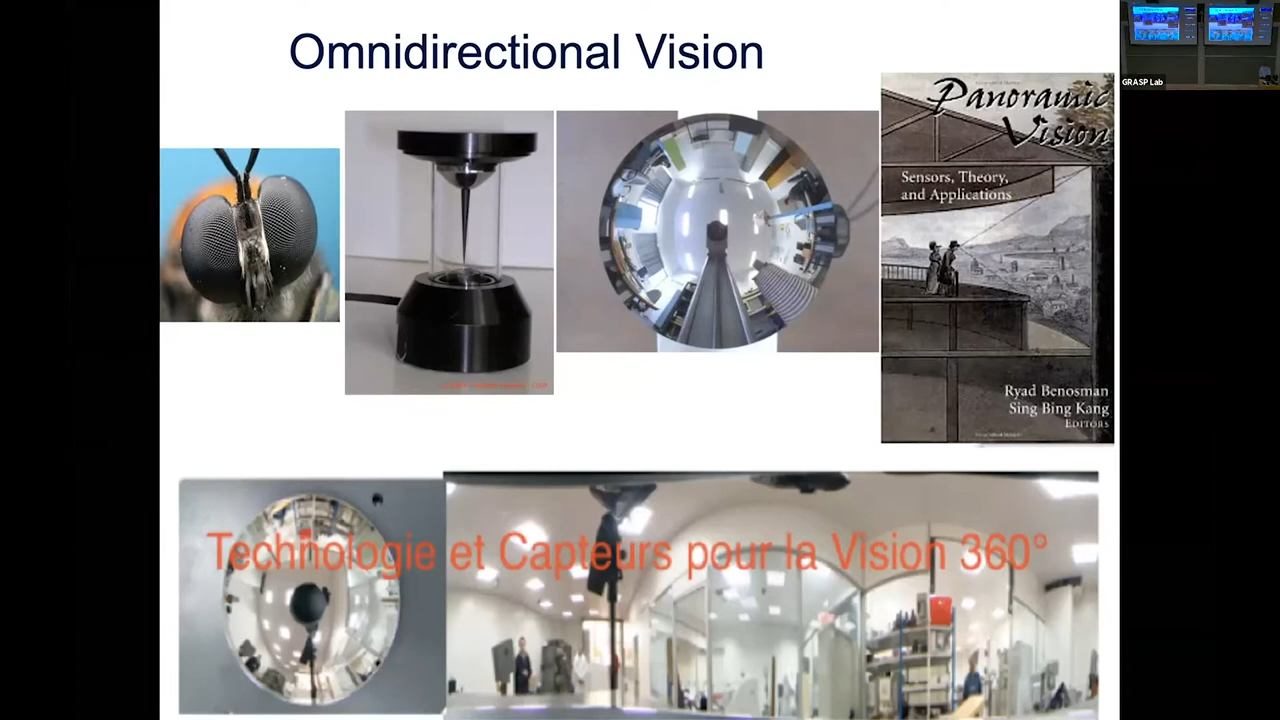 Omnidirectional Vision
GRASP Lab
Panoramic
Vision
Sensors, Theory,
and Applications
Ryad Benosman
Sing Bing Kang
EDITORS
Technologie et Capteurs pour la Vision 360°